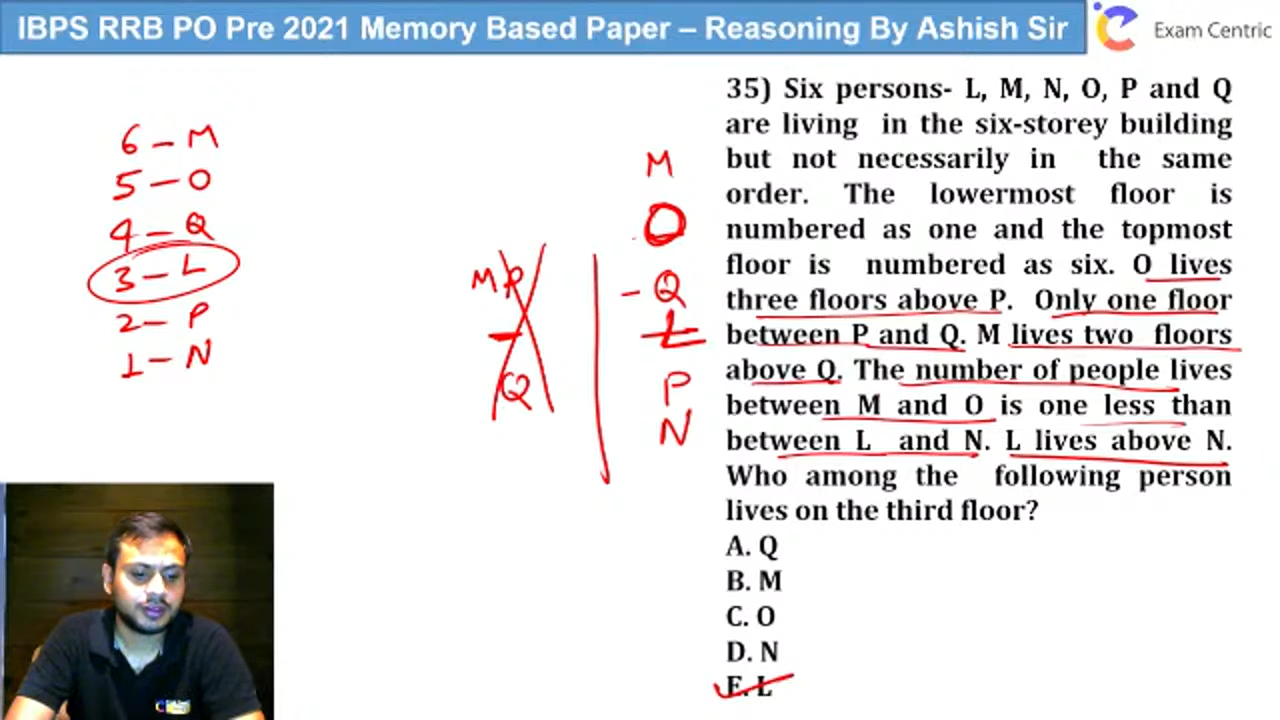 IBPS RRB PO Pre 2021 Memory Based Paper – Reasoning By Ashish Sir
Exam Centric
6 – M
5 – O
4 – Q
3 – L
2 – P
1 – N
M P
Q
M
O
– Q
L
P
N
35) Six persons- L, M, N, O, P and Q
are living in the six-storey building
but not necessarily in the same
order. The lowermost floor is
numbered as one and the topmost
floor is numbered as six. O lives
three floors above P. Only one floor
between P and Q. M lives two floors
above Q. The number of people lives
between M and O is one less than
between L and N. L lives above N.
Who among the following person
lives on the third floor?
A. Q
B. M
C. O
D. N
E. L